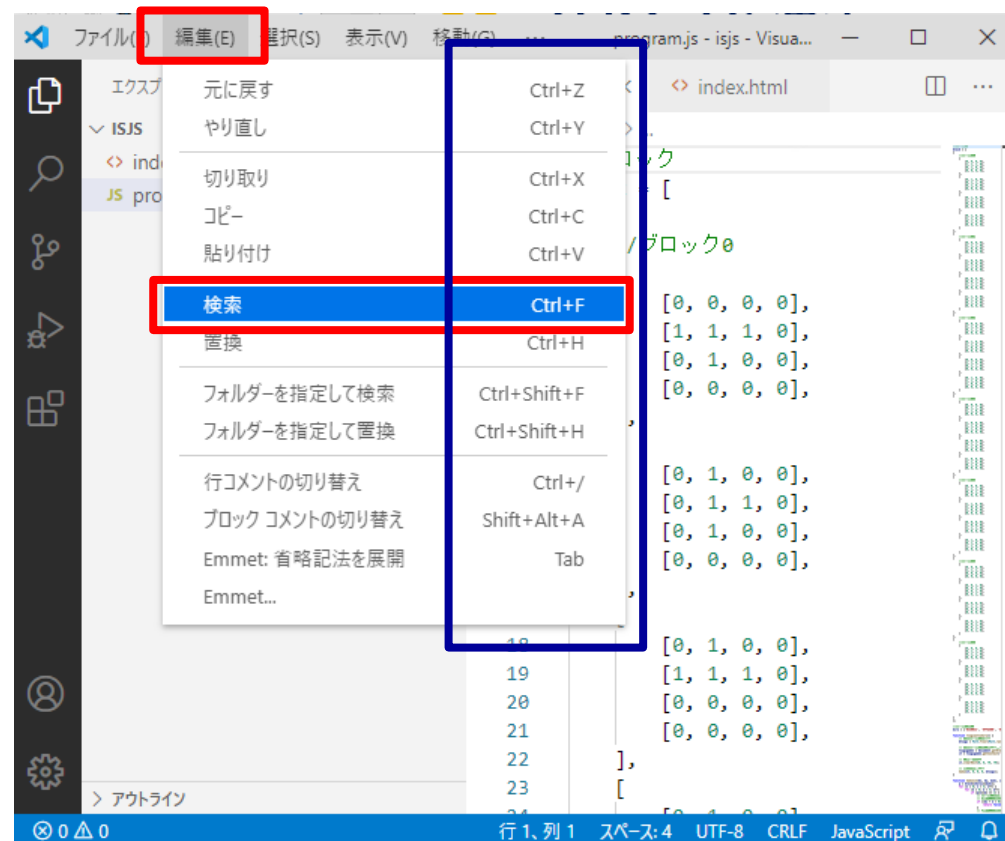 ファイル( 編集(E) 選択(S) 表示(V) 移動(G) ··· program.js - isjs - Visua...
エクスプ index.html ···
ISJS
ind
JS pro
元に戻す Ctrl+Z
やり直し Ctrl+Y
切り取り Ctrl+X
コピー Ctrl+C
貼り付け Ctrl+V
検索 Ctrl+F
置換 Ctrl+H
フォルダーを指定して検索 Ctrl+Shift+F
フォルダーを指定して置換 Ctrl+Shift+H
行コメントの切り替え Ctrl+/
ブロック コメントの切り替え Shift+Alt+A
Emmet: 省略記法を展開 Tab
Emmet...
ロック
= [
/ブロック0
[0, 0, 0, 0],
[1, 1, 1, 0],
[0, 1, 0, 0],
[0, 0, 0, 0],
,
[0, 1, 0, 0],
[0, 1, 1, 0],
[0, 1, 0, 0],
[0, 0, 0, 0],
,
18 [0, 1, 0, 0],
19 [1, 1, 1, 0],
20 [0, 0, 0, 0],
21 [0, 0, 0, 0],
22 ],
23 [
24 [0, 1, 0, 0],
アウトライン
0 0 行 1、列 1 スペース: 4 UTF-8 CRLF JavaScript